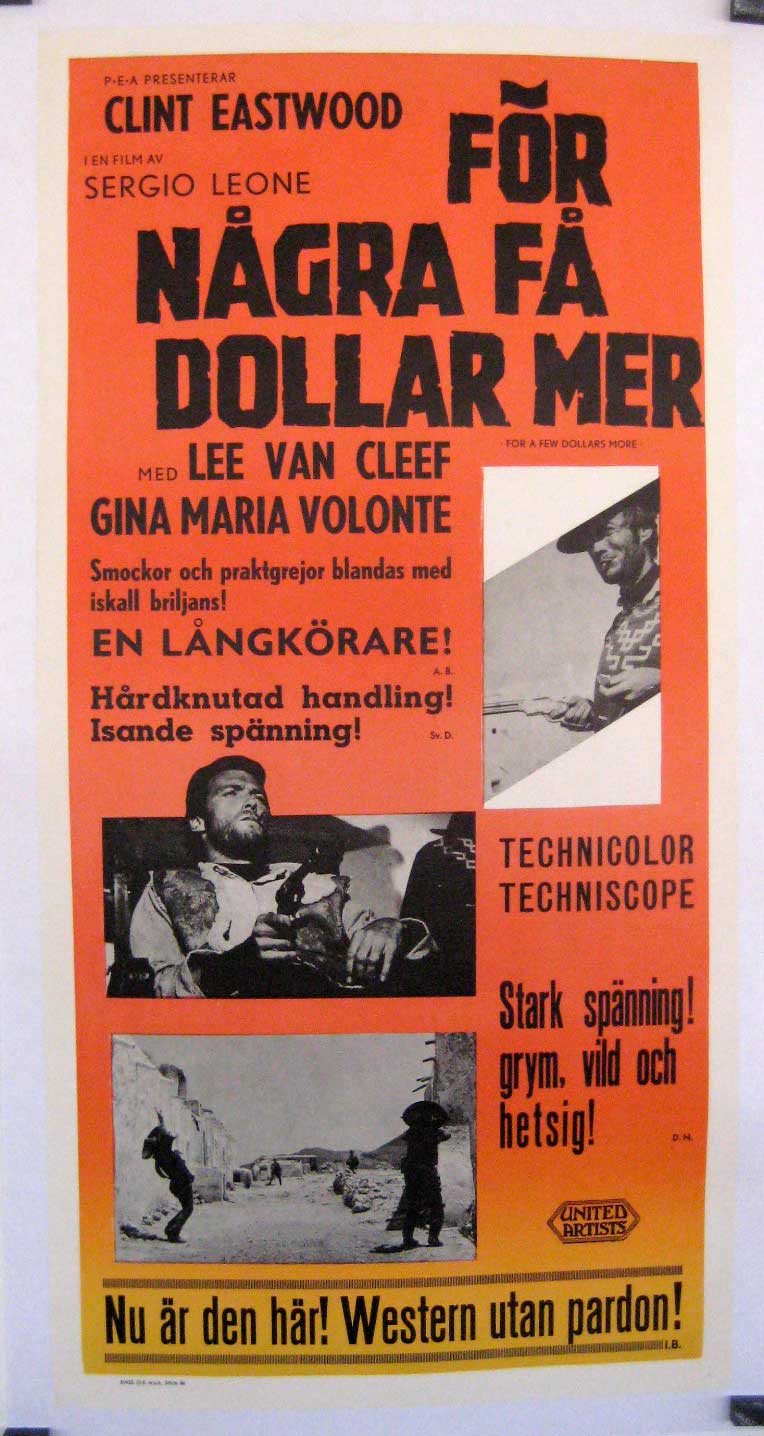 P·E·A PRESENTERAR
CLINT EASTWOOD
I EN FILM AV
SERGIO LEONE
FÖR
NÅGRA FÅ
DOLLAR MER
· FOR A FEW DOLLARS MORE ·
MED LEE VAN CLEEF
GINA MARIA VOLONTE
Smockor och praktgrejor blandas med
iskall briljans!
EN LÅNGKÖRARE!
A. B.
Hårdknutad handling!
Isande spänning!
Sv. D.
TECHNICOLOR
TECHNISCOPE
Stark spänning!
grym, vild och
hetsig!
D. N.
UNITED
ARTISTS
Nu är den här! Western utan pardon!
I.B.